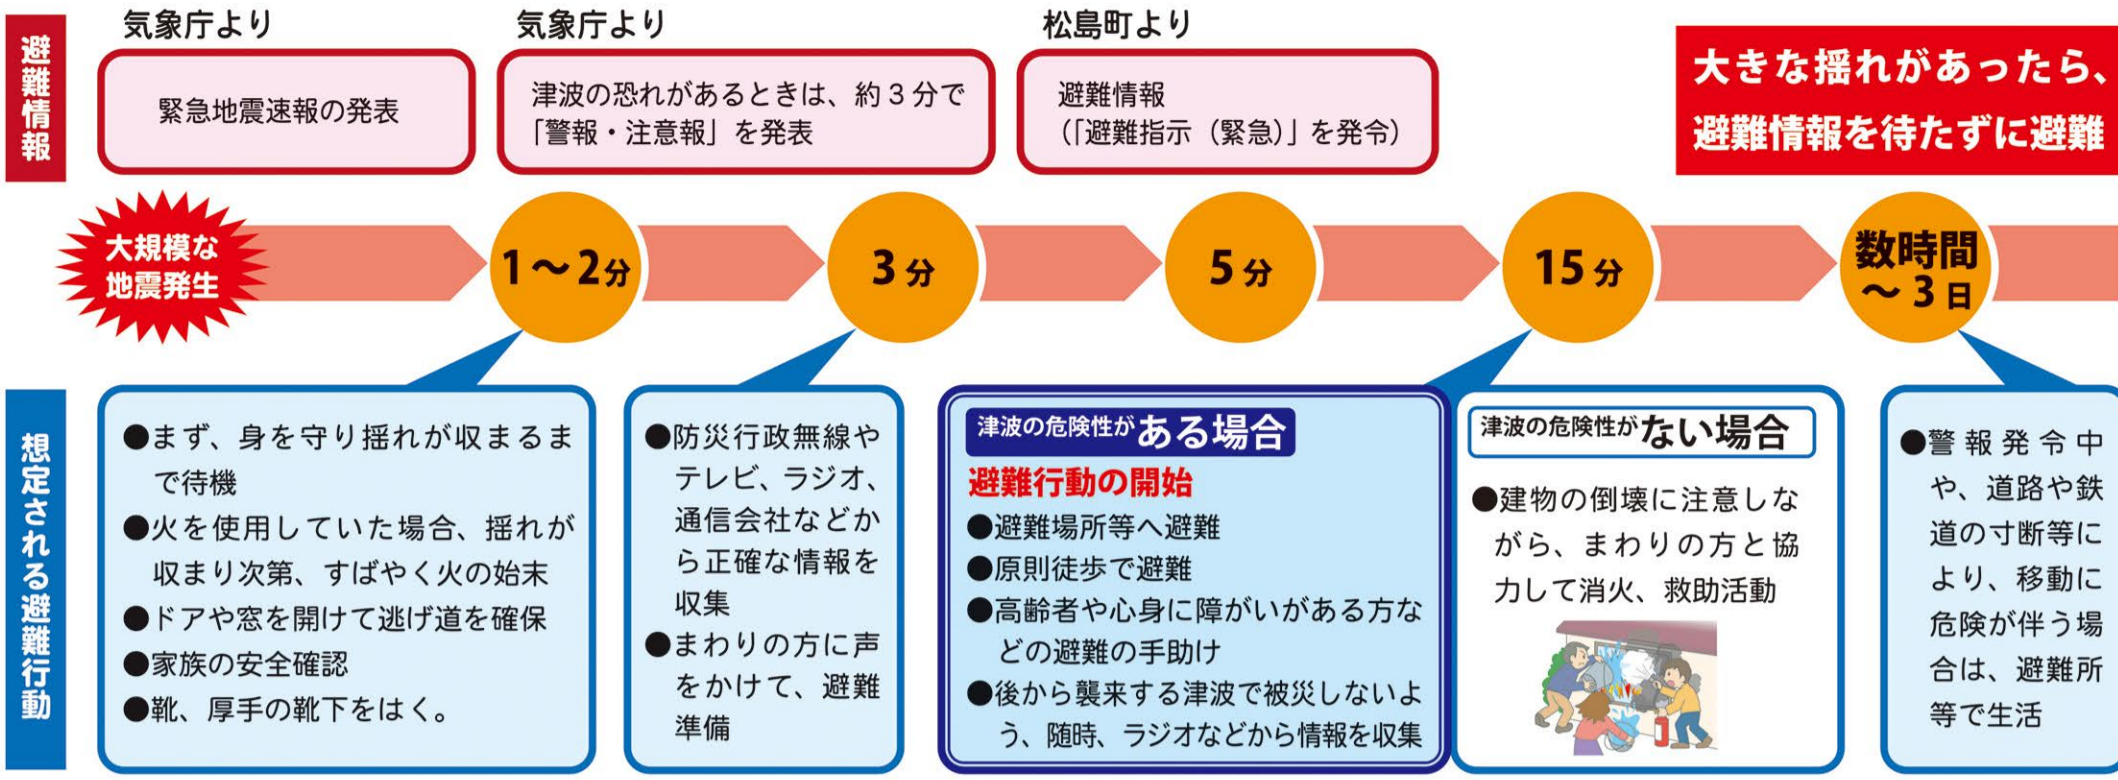 避難情報
気象庁より
緊急地震速報の発表
気象庁より
津波の恐れがあるときは、約3分で
「警報・注意報」を発表
松島町より
避難情報
（「避難指示（緊急）」を発令）
大きな揺れがあったら、
避難情報を待たずに避難
大規模な
地震発生
1～2分
3分
5分
15分
数時間
～3日
想定される避難行動
●まず、身を守り揺れが収まるま
で待機
●火を使用していた場合、揺れが
収まり次第、すばやく火の始末
●ドアや窓を開けて逃げ道を確保
●家族の安全確認
●靴、厚手の靴下をはく。
●防災行政無線や
テレビ、ラジオ、
通信会社などか
ら正確な情報を
収集
●まわりの方に声
をかけて、避難
準備
津波の危険性がある場合
避難行動の開始
●避難場所等へ避難
●原則徒歩で避難
●高齢者や心身に障がいがある方な
どの避難の手助け
●後から襲来する津波で被災しないよ
う、随時、ラジオなどから情報を収集
津波の危険性がない場合
●建物の倒壊に注意しな
がら、まわりの方と協
力して消火、救助活動
●警報発令中
や、道路や鉄
道の寸断等に
より、移動に
危険が伴う場
合は、避難所
等で生活